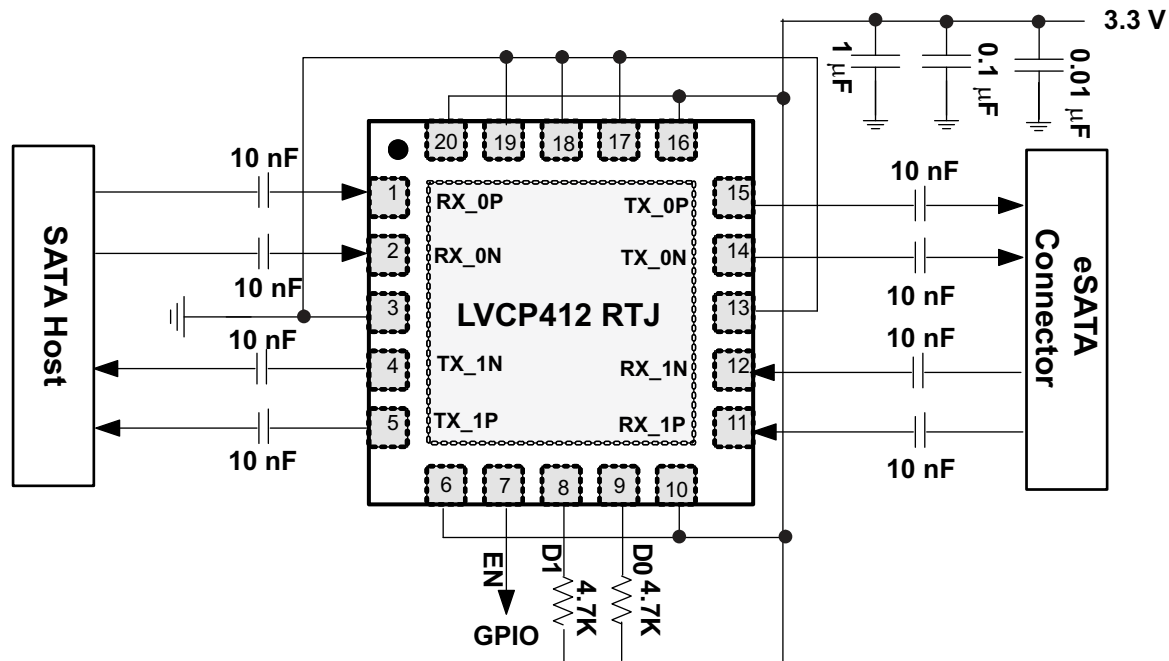 3.3 V
1 μF
0.1 μF
0.01 μF
20
19
18
17
16
10 nF
10 nF
1
RX_0P
TX_0P
15
2
RX_0N
TX_0N
14
10 nF
10 nF
SATA Host
3
LVCP412 RTJ
13
eSATA
Connector
10 nF
10 nF
4
TX_1N
RX_1N
12
5
TX_1P
RX_1P
11
10 nF
10 nF
6
7
8
9
10
EN
D1
4.7K
D0
4.7K
GPIO